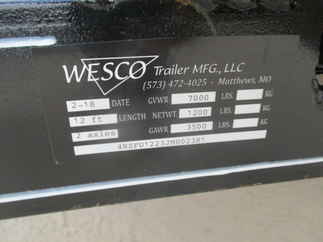 WESCO Trailer MFG., LLC
(573) 472-4025 - Matthews, MO
2-18 DATE GVWR 7000 LBS. KG
12 ft LENGTH NETWT. 1200 LBS. KG
2 axles GAWR 3500 LBS. KG